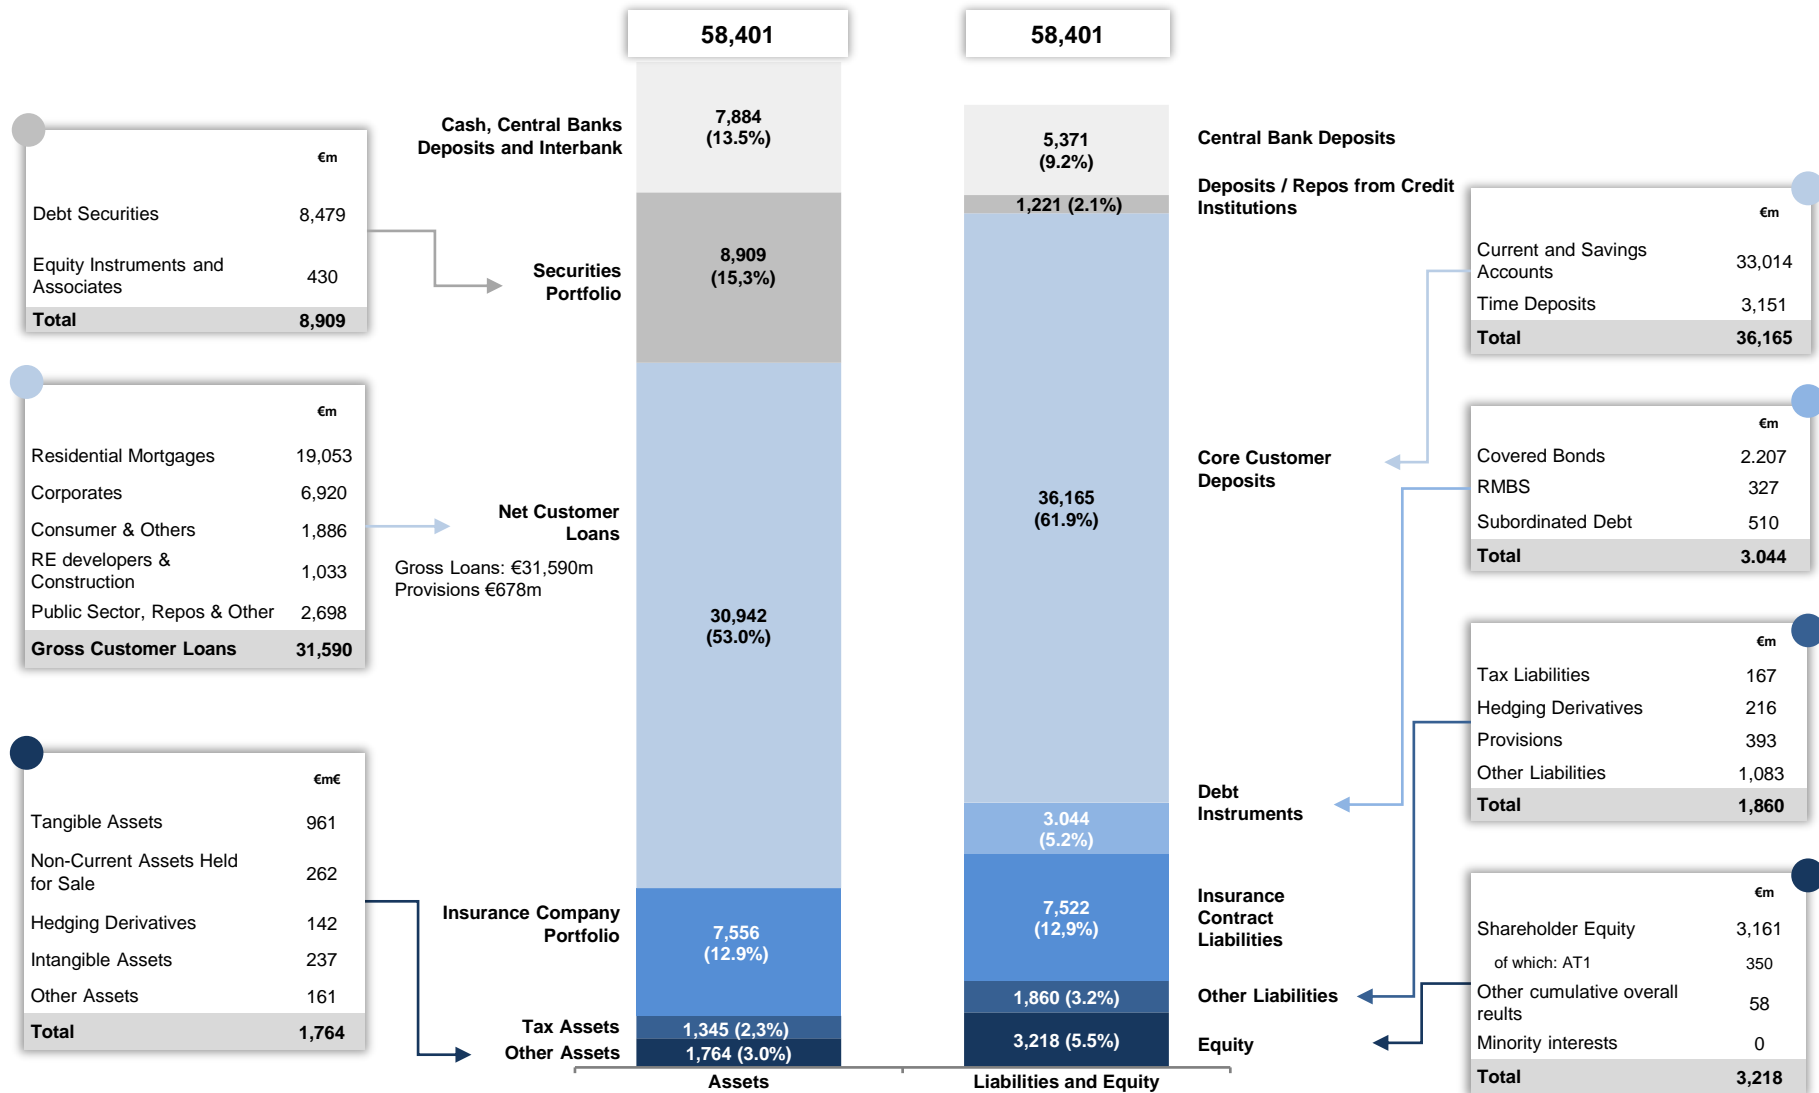 58,401
58,401
€m
Debt Securities 8,479
Equity Instruments and
Associates 430
Total 8,909
€m
Residential Mortgages 19,053
Corporates 6,920
Consumer & Others 1,886
RE developers &
Construction 1,033
Public Sector, Repos & Other 2,698
Gross Customer Loans 31,590
€m€
Tangible Assets 961
Non-Current Assets Held
for Sale 262
Hedging Derivatives 142
Intangible Assets 237
Other Assets 161
Total 1,764
Cash, Central Banks
Deposits and Interbank
Securities
Portfolio
Net Customer
Loans
Gross Loans: €31,590m
Provisions €678m
Insurance Company
Portfolio
Tax Assets
Other Assets
7,884
(13.5%)
8,909
(15,3%)
30,942
(53.0%)
7,556
(12.9%)
1,345 (2,3%)
1,764 (3.0%)
Assets
5,371
(9.2%)
1,221 (2.1%)
36,165
(61.9%)
3.044
(5.2%)
7,522
(12,9%)
1,860 (3.2%)
3,218 (5.5%)
Liabilities and Equity
Central Bank Deposits
Deposits / Repos from Credit
Institutions
Core Customer
Deposits
Debt
Instruments
Insurance
Contract
Liabilities
Other Liabilities
Equity
€m
Current and Savings
Accounts 33,014
Time Deposits 3,151
Total 36,165
€m
Covered Bonds 2.207
RMBS 327
Subordinated Debt 510
Total 3.044
€m
Tax Liabilities 167
Hedging Derivatives 216
Provisions 393
Other Liabilities 1,083
Total 1,860
€m
Shareholder Equity 3,161
of which: AT1 350
Other cumulative overall
reults 58
Minority interests 0
Total 3,218